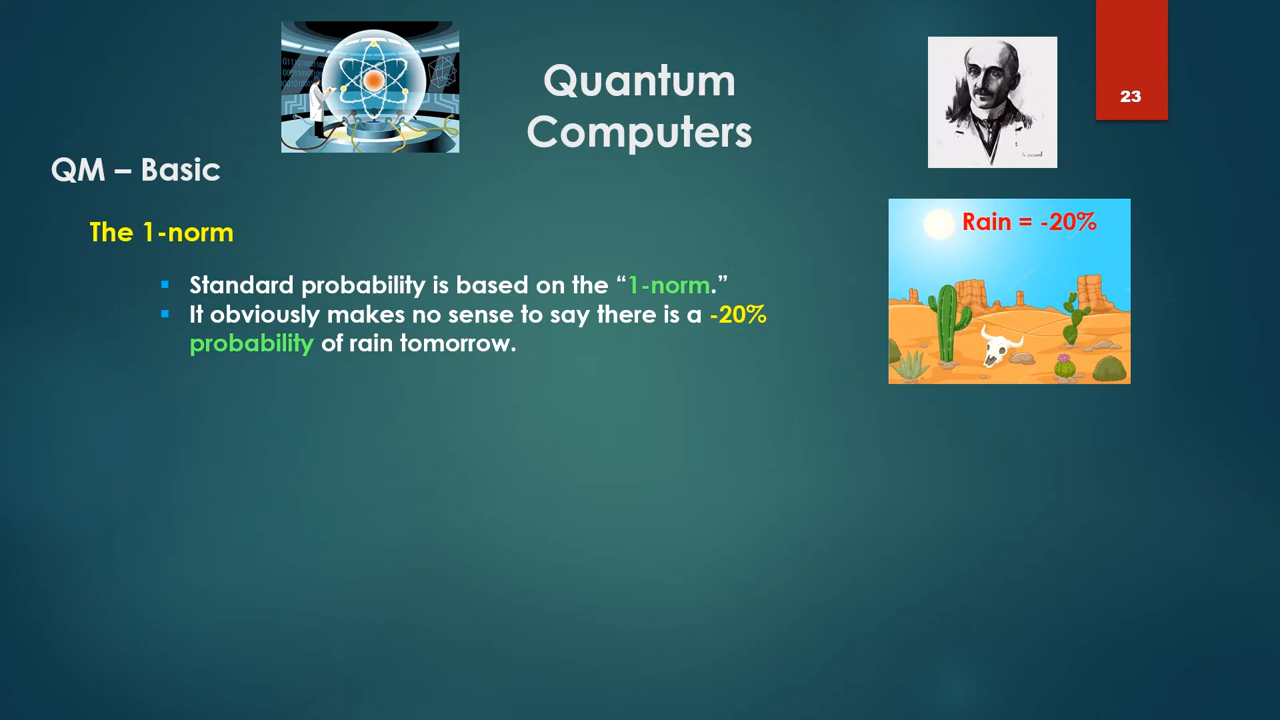 Quantum
Computers
23
QM – Basic
The 1-norm
Rain = -20%
▪ Standard probability is based on the “1-norm.”
▪ It obviously makes no sense to say there is a -20%
probability of rain tomorrow.